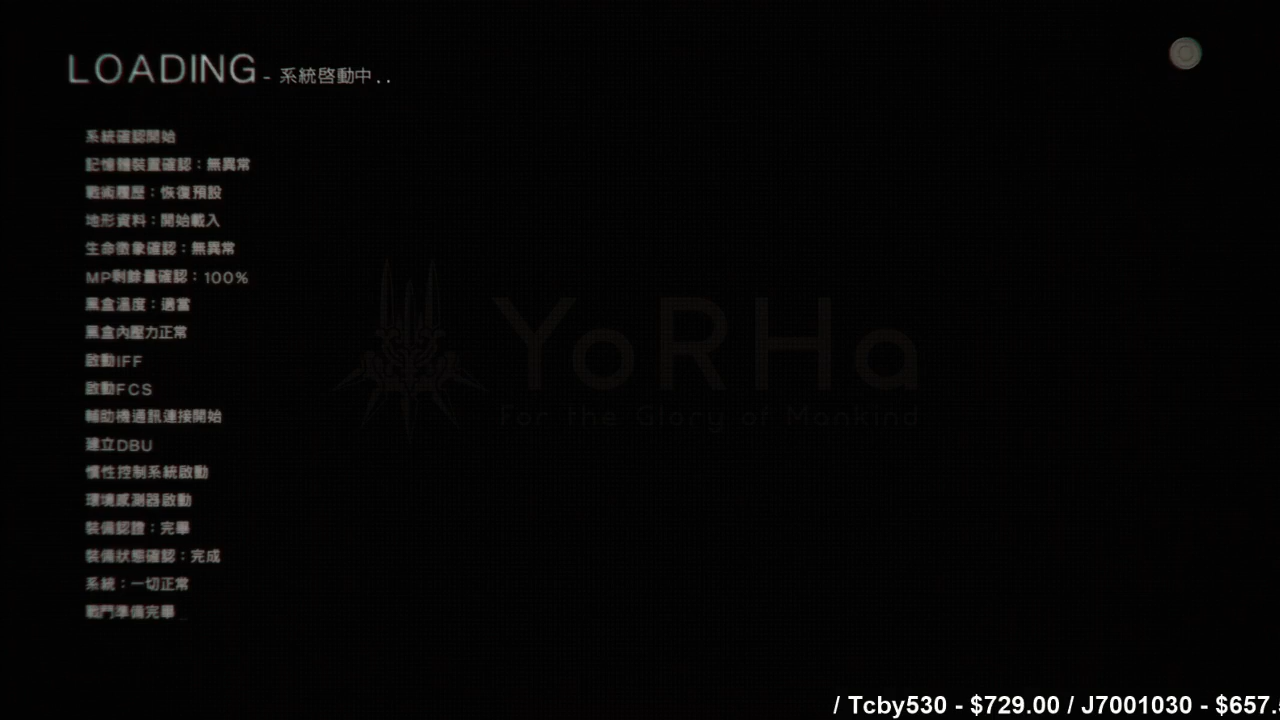 LOADING - 系統啓動中..
系統確認開始
記憶體裝置確認：無異常
戰術履歷：恢復預設
地形資料：開始載入
生命徵象確認：無異常
MP剩餘量確認：100%
黑盒溫度：適當
黑盒內壓力正常
啟動IFF
啟動FCS
輔助機通訊連接開始
建立DBU
慣性控制系統啟動
環境感測器啟動
裝備認證：完畢
裝備狀態確認：完成
系統：一切正常
戰鬥準備完畢
YoRHa
For the Glory of Mankind
/ Tcby530 - $729.00 / J7001030 - $657.